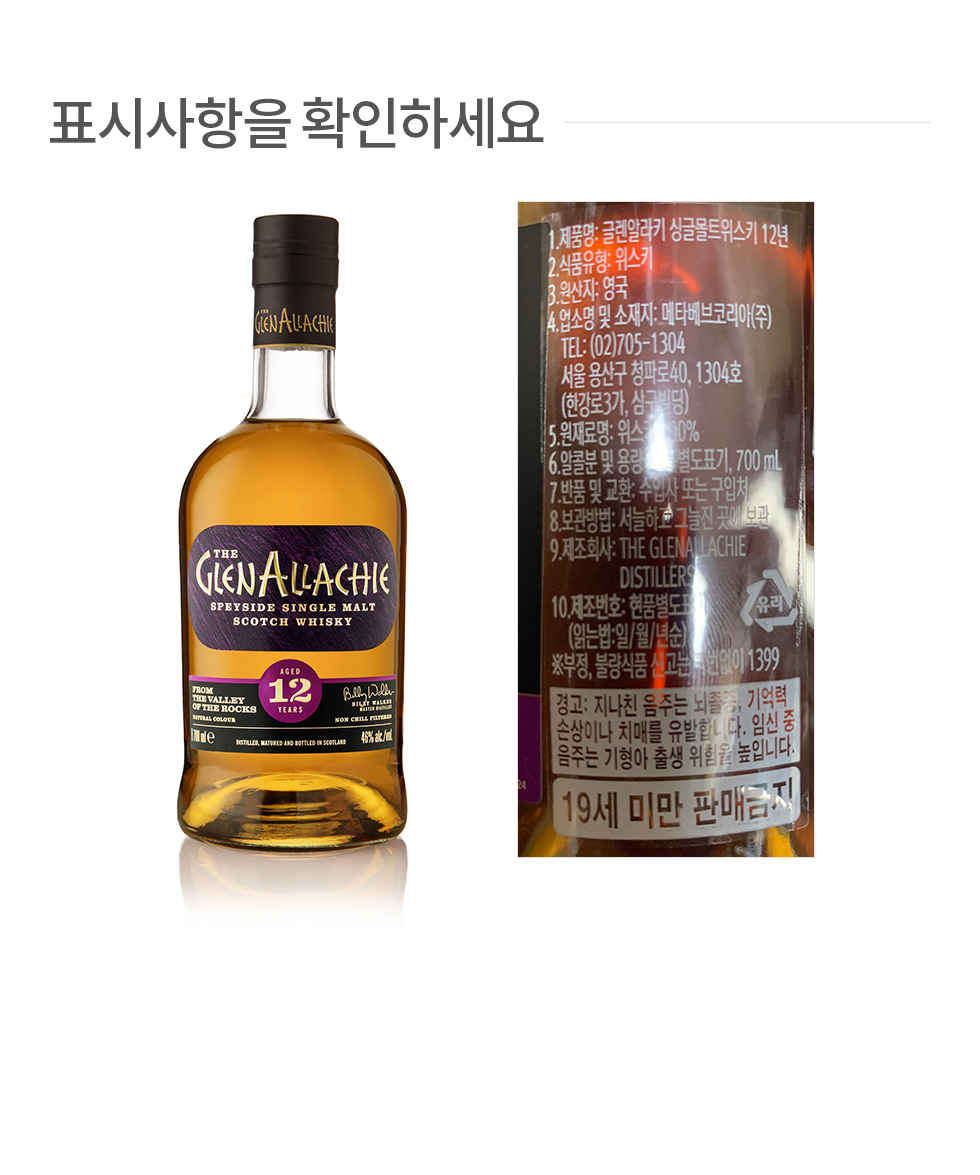 표시사항을 확인하세요
THE
GLENALLACHIE
THE
GLENALLACHIE
SPEYSIDE SINGLE MALT
SCOTCH WHISKY
AGED
12
YEARS
FROM
THE VALLEY
OF THE ROCKS
NATURAL COLOUR
Billy Walker
BILLY WALKER
MASTER DISTILLER
NON CHILL FILTERED
700 ml e
DISTILLED, MATURED AND BOTTLED IN SCOTLAND
46% alc./vol.
1.제품명: 글렌알라키 싱글몰트위스키 12년
2.식품유형: 위스키
3.원산지: 영국
4.업소명 및 소재지: 메타베브코리아(주)
TEL: (02)705-1304
서울 용산구 청파로40, 1304호
(한강로3가, 삼구빌딩)
5.원재료명: 위스키
6.알콜분 및 용량: 별도표기, 700 mL
7.반품 및 교환: 수입사 또는 구입처
8.보관방법: 서늘하고 그늘진 곳에 보관
9.제조회사: THE GLENALLACHIE
DISTILLERS
10.제조번호: 현품별도표
(읽는법:일/월/년순)
유리
※부정, 불량식품 신고는 1399
경고: 지나친 음주는 뇌졸중, 기억력
손상이나 치매를 유발합니다. 임신 중
음주는 기형아 출생 위험을 높입니다.
19세 미만 판매금지
24